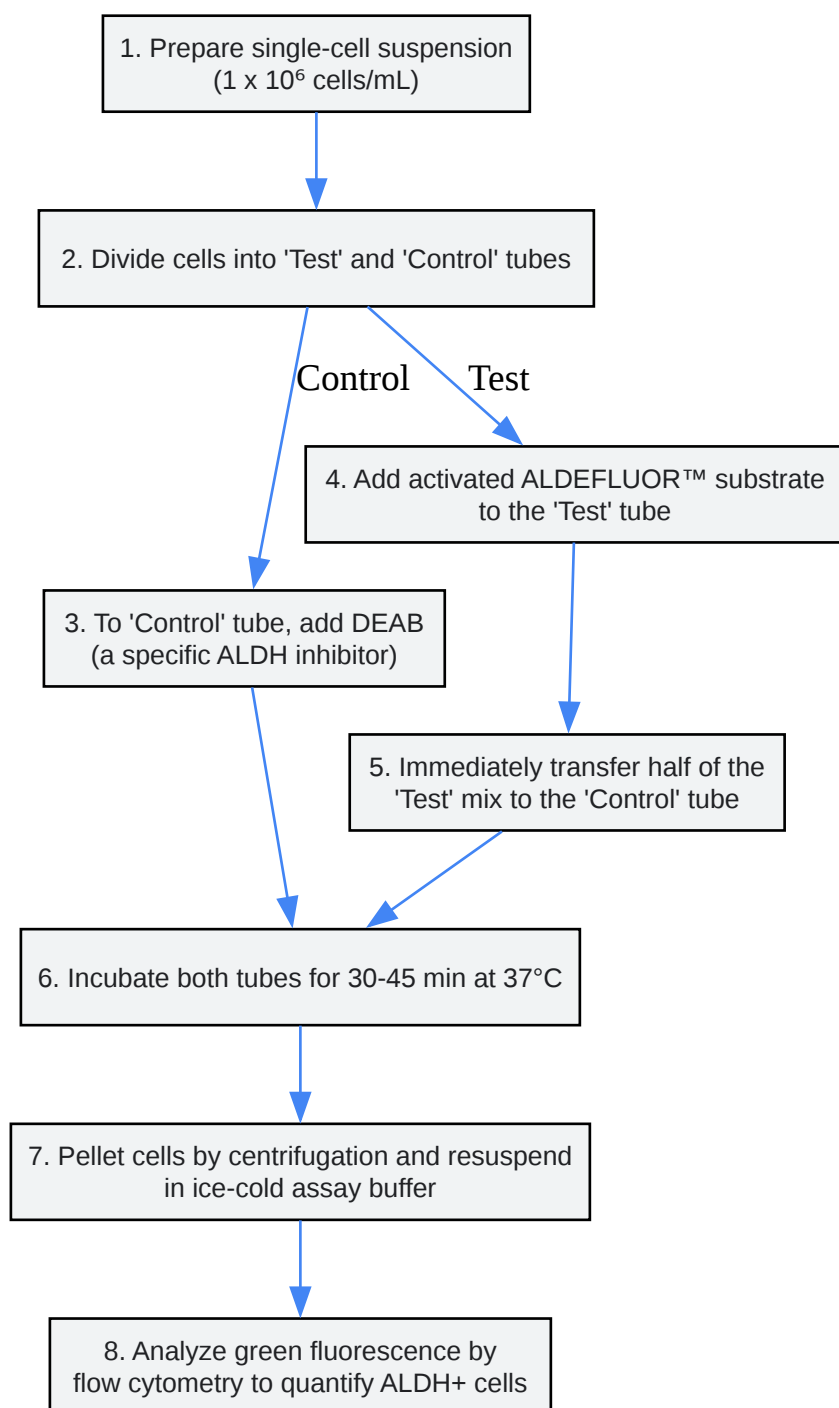 1. Prepare single-cell suspension
(1 x 10⁶ cells/mL)
2. Divide cells into 'Test' and 'Control' tubes
Control
Test
4. Add activated ALDEFLUOR™ substrate
to the 'Test' tube
3. To 'Control' tube, add DEAB
(a specific ALDH inhibitor)
5. Immediately transfer half of the
'Test' mix to the 'Control' tube
6. Incubate both tubes for 30-45 min at 37°C
7. Pellet cells by centrifugation and resuspend
in ice-cold assay buffer
8. Analyze green fluorescence by
flow cytometry to quantify ALDH+ cells